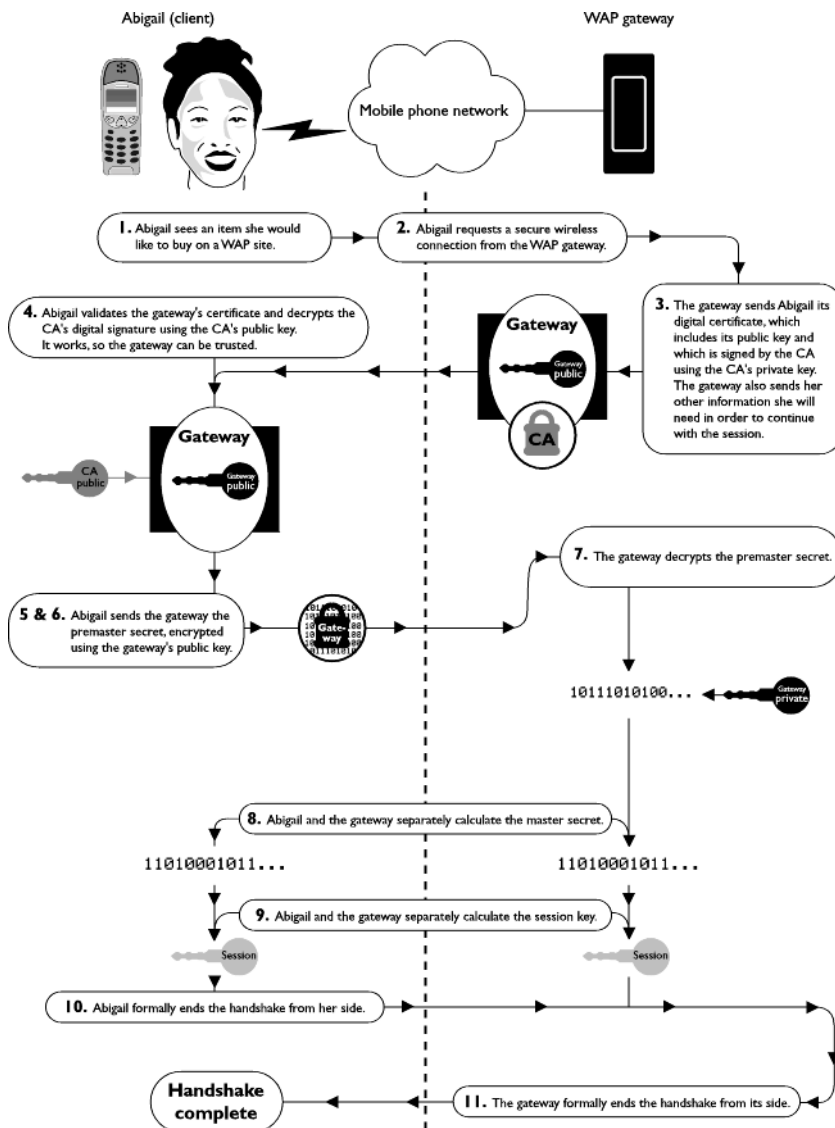 Abigail (client)
WAP gateway
Mobile phone network
1. Abigail sees an item she would
like to buy on a WAP site.
2. Abigail requests a secure wireless
connection from the WAP gateway.
3. The gateway sends Abigail its
digital certificate, which
includes its public key and
which is signed by the CA
using the CA's private key.
The gateway also sends her
other information she will
need in order to continue
with the session.
Gateway
Gateway
public
CA
4. Abigail validates the gateway's certificate and decrypts the
CA's digital signature using the CA's public key.
It works, so the gateway can be trusted.
Gateway
CA
public
Gateway
public
5 & 6. Abigail sends the gateway the
premaster secret, encrypted
using the gateway's public key.
Gate-
way
7. The gateway decrypts the premaster secret.
10111010100...
Gateway
private
8. Abigail and the gateway separately calculate the master secret.
11010001011...
11010001011...
9. Abigail and the gateway separately calculate the session key.
Session
Session
10. Abigail formally ends the handshake from her side.
11. The gateway formally ends the handshake from its side.
Handshake
complete